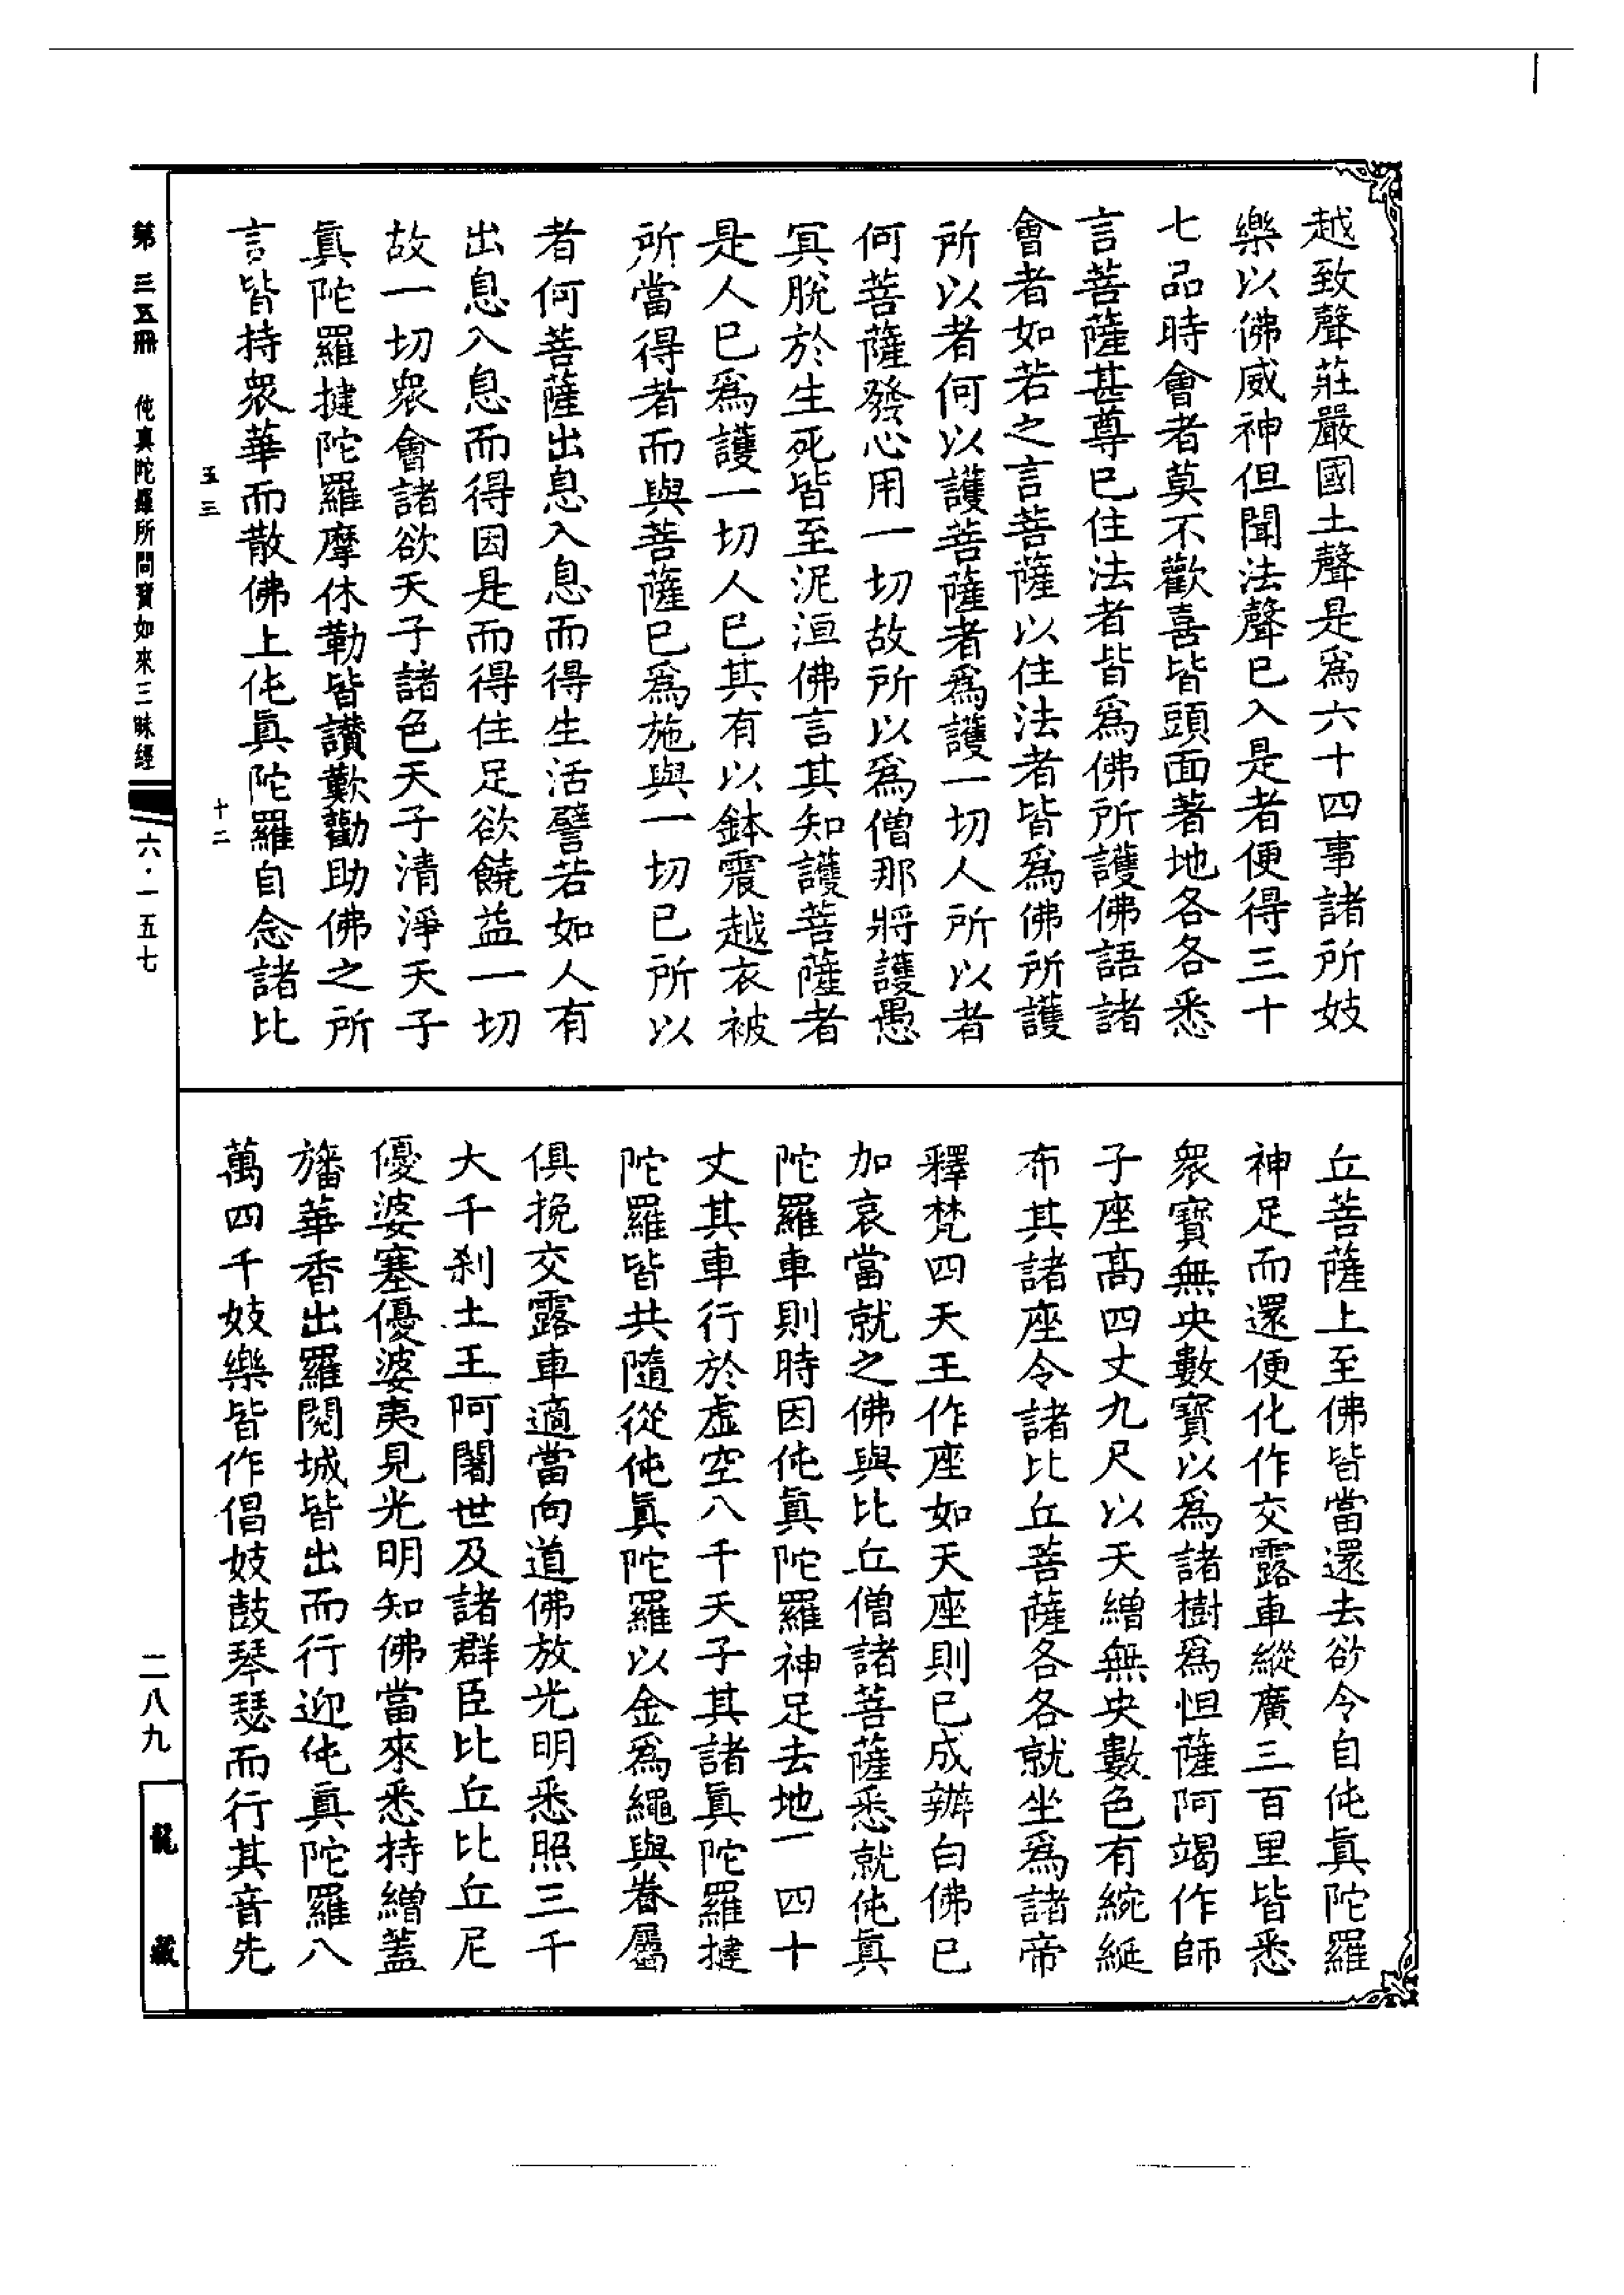 越致聲莊嚴國土聲是爲六十四事諸所妓
樂以佛威神但聞法聲已入是者便得三十
七品時會者莫不歡喜皆頭面著地各各悉
言菩薩甚尊已住法者皆爲佛所護佛語諸
會者如若之言菩薩以住法者皆爲佛所護
所以者何以護菩薩者爲護一切人所以者
何菩薩發心用一切故所以爲僧那將護愚
冥脫於生死皆至泥洹佛言其知護菩薩者
是人已爲護一切人已其有以鉢震越衣被
所當得者而與菩薩已爲施與一切已所以
者何菩薩出息入息而得生活譬若如人有
出息入息而得因是而得住足欲饒益一切
故一切衆會諸欲天子諸色天子清淨天子
眞陀羅揵陀羅摩休勒皆讚歎勸助佛之所
言皆持衆華而散佛上伅眞陀羅自念諸比
丘菩薩上至佛皆當還去欲令自伅眞陀羅
神足而還便化作交露車縱廣三百里皆悉
衆寶無央數寶以爲諸樹爲怛薩阿竭作師
子座高四丈九尺以天繒無央數色有綩綖
布其諸座令諸比丘菩薩各各就坐爲諸帝
釋梵四天王作座如天座則已成辦白佛已
加哀當就之佛與比丘僧諸菩薩悉就伅眞
陀羅車則時因伅眞陀羅神足去地一四十
丈其車行於虛空八千天子其諸眞陀羅揵
陀羅皆共隨從伅眞陀羅以金爲繩與眷屬
俱挽交露車適當向道佛放光明悉照三千
大千刹土王阿闍世及諸群臣比丘比丘尼
優婆塞優婆夷見光明知佛當來悉持繒蓋
旛華香出羅閱城皆出而行迎伅眞陀羅八
萬四千妓樂皆作倡妓鼓琴瑟而行其音先
五三
十二
第三五冊 伅真陀羅所問寶如來三昧經
六·一五七
二八九
龍藏